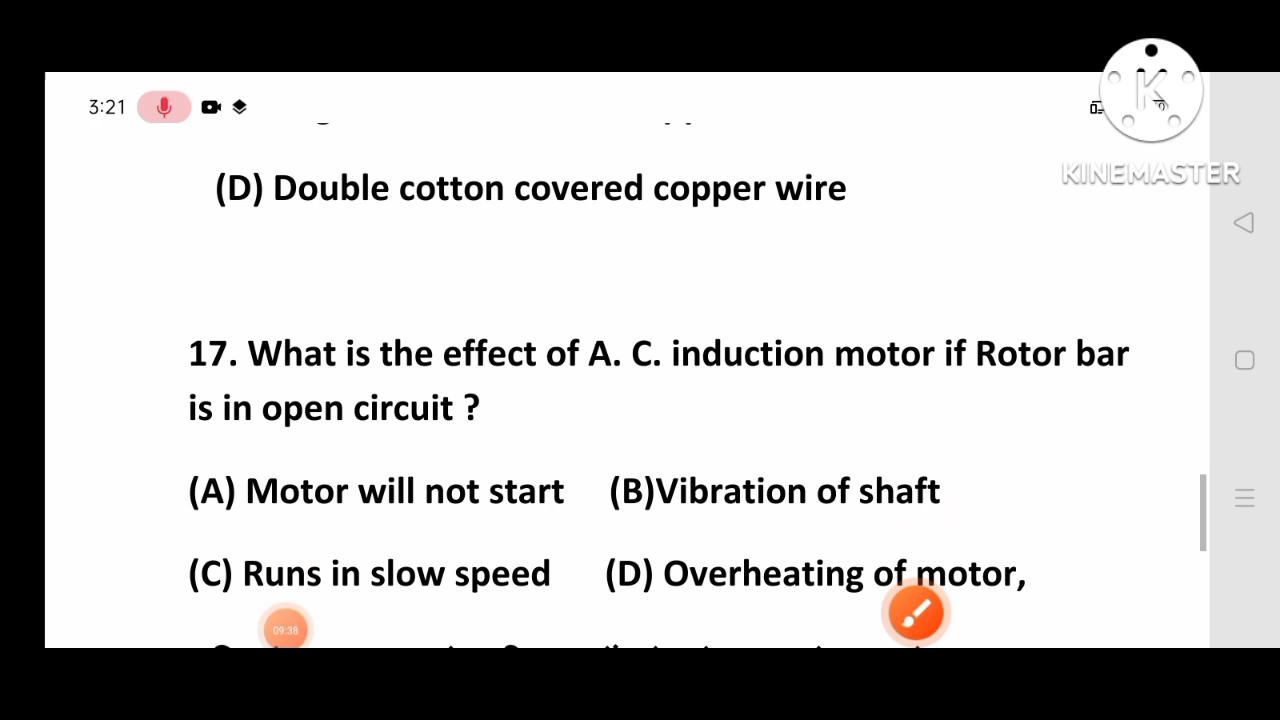 3:21
K
KINEMASTER
(D) Double cotton covered copper wire
17. What is the effect of A. C. induction motor if Rotor bar
is in open circuit ?
(A) Motor will not start (B)Vibration of shaft
(C) Runs in slow speed (D) Overheating of motor,
09:38